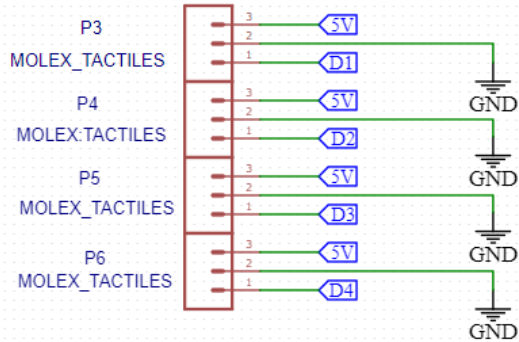 P3
MOLEX_TACTILES
3 5V
2
1 D1
GND
P4
MOLEX:TACTILES
3 5V
2
1 D2
GND
P5
MOLEX_TACTILES
3 5V
2
1 D3
GND
P6
MOLEX_TACTILES
3 5V
2
1 D4
GND